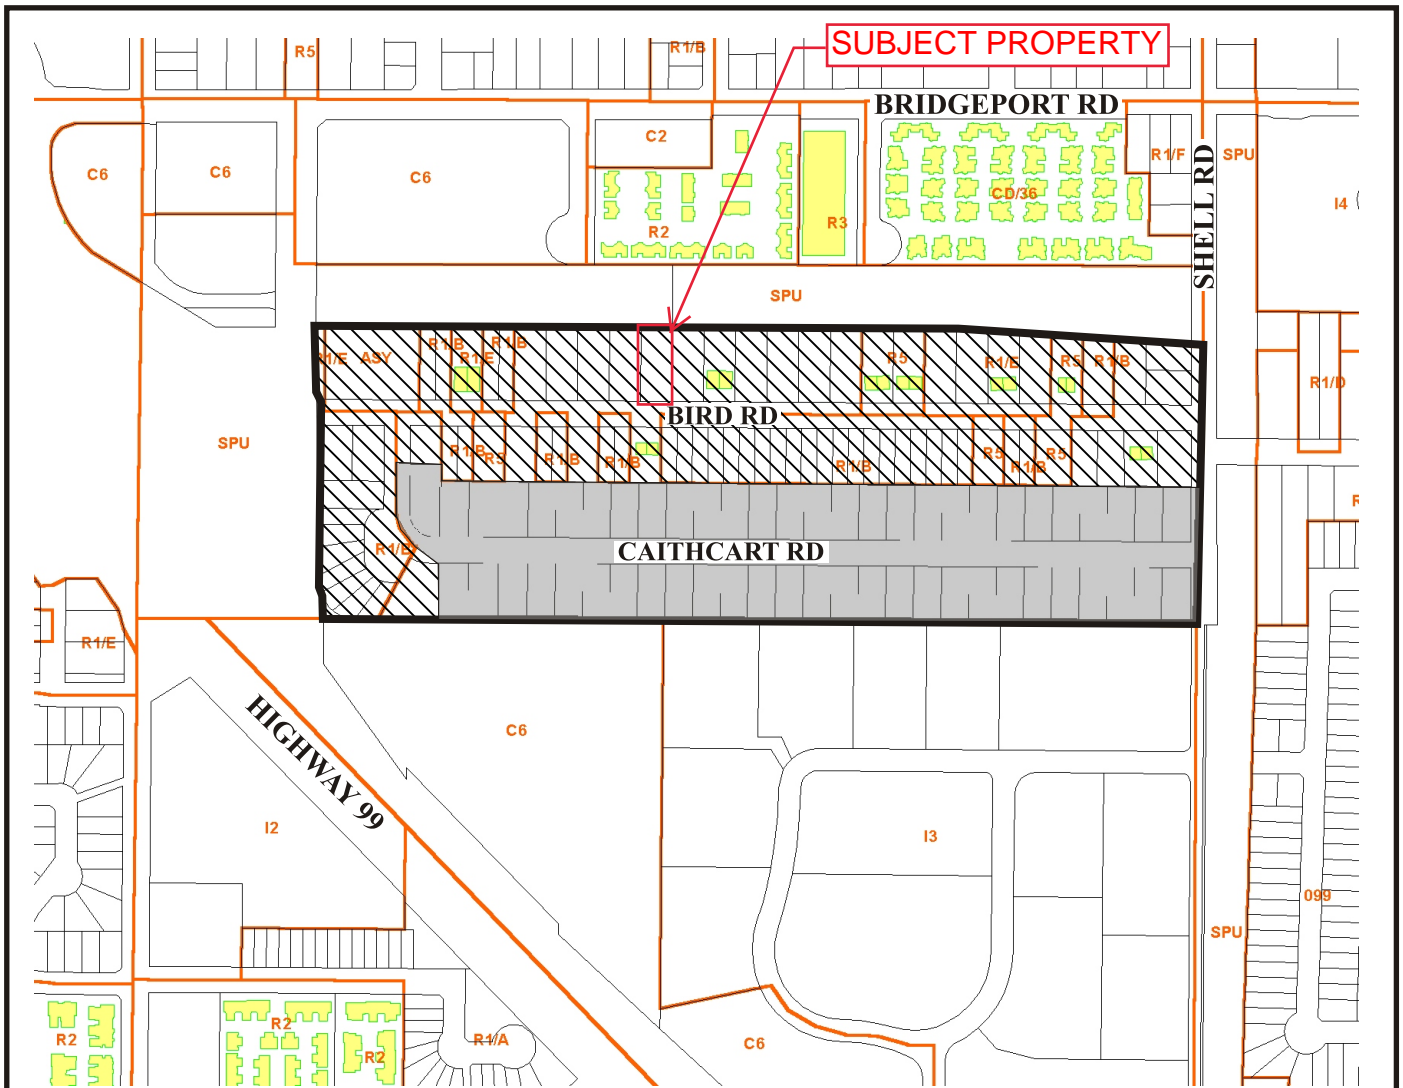 R5
R1/B
SUBJECT PROPERTY
BRIDGEPORT RD
C6
C6
C6
C2
R2
R3
CD/36
R1/F
SHELL RD
SPU
I4
SPU
R1/E
ASY
R1/B
R1/E
R1/B
R5
R1/E
R5
R1/B
R1/D
BIRD RD
SPU
R1/B
R5
R1/B
R1/B
R1/B
R5
R1/B
R5
R1/E
CAITHCART RD
R1/E
HIGHWAY 99
C6
I2
I3
099
SPU
R2
R2
R2
R1/A
C6